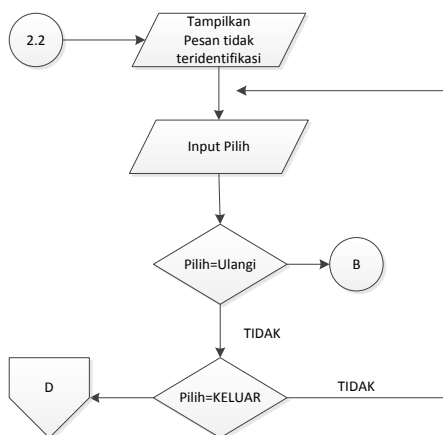 2.2
Tampilkan
Pesan tidak
teridentifikasi
Input Pilih
Pilih=Ulangi
B
TIDAK
D
Pilih=KELUAR
TIDAK